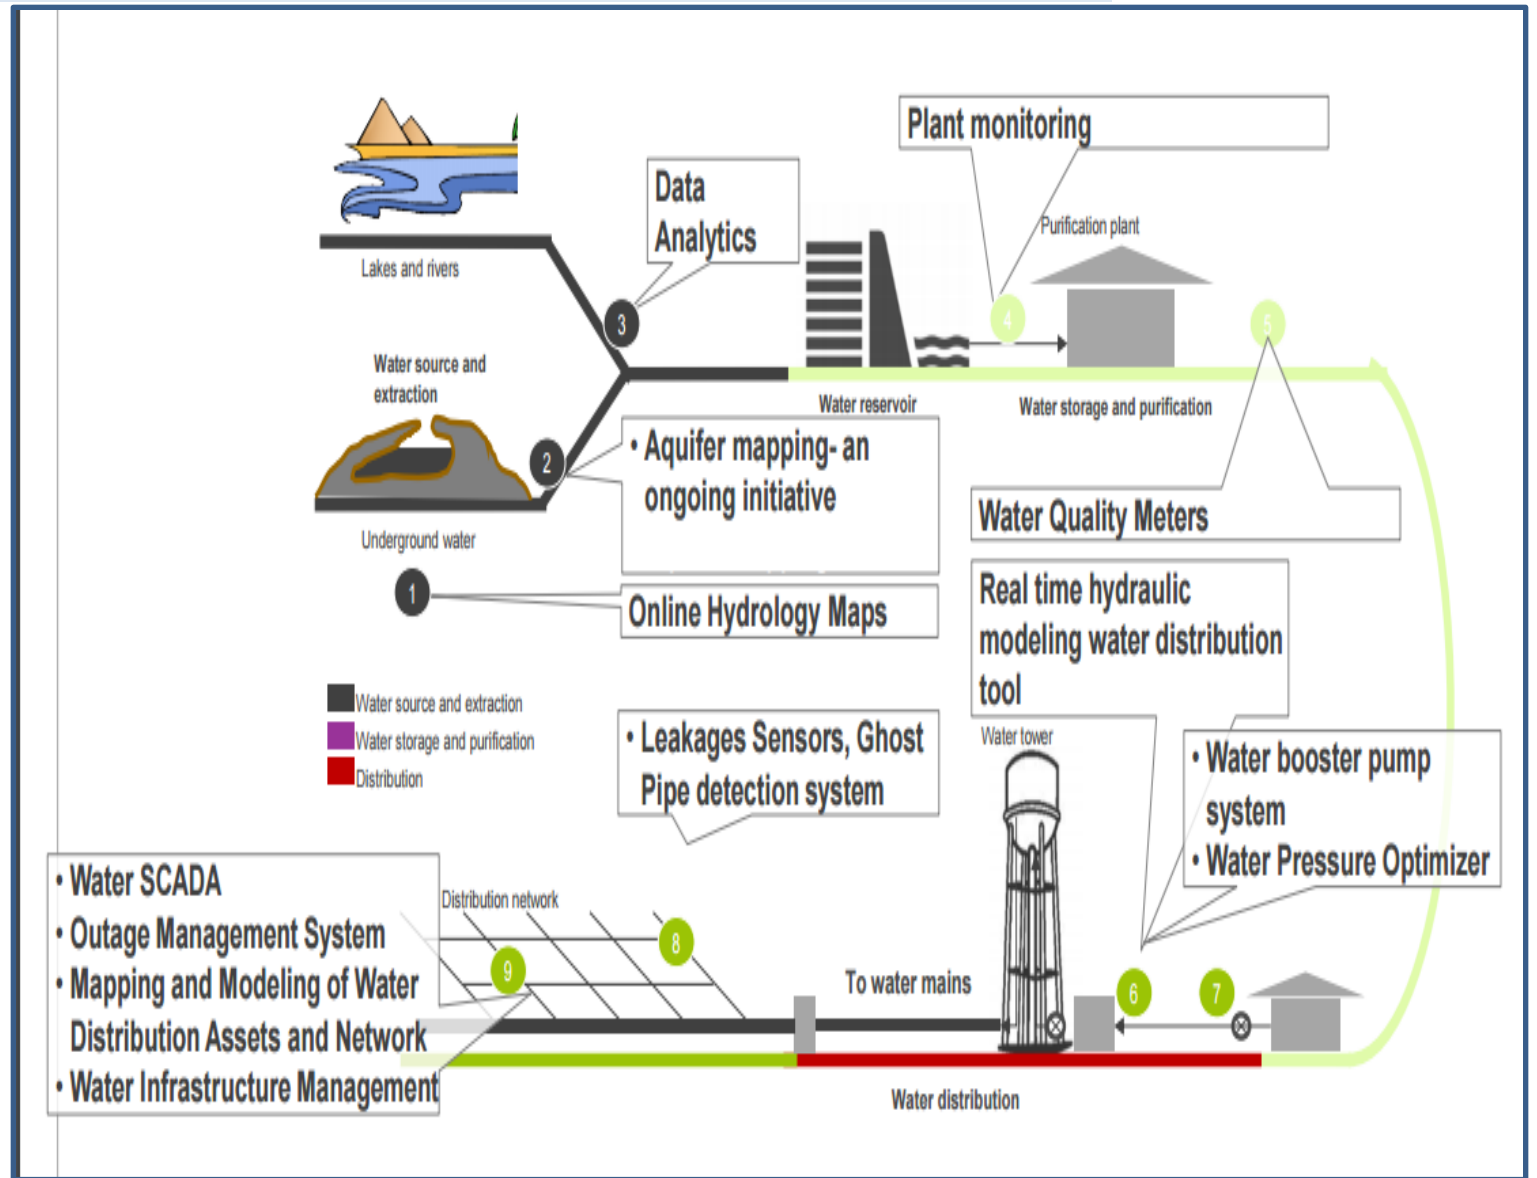 Plant monitoring
Data
Analytics
Purification plant
Lakes and rivers
3
4
5
Water source and
extraction
Water reservoir
Water storage and purification
• Aquifer mapping- an
ongoing initiative
2
Water Quality Meters
Underground water
1
Online Hydrology Maps
Real time hydraulic
modeling water distribution
tool
Water source and extraction
Water storage and purification
Distribution
• Leakages Sensors, Ghost
Pipe detection system
Water tower
• Water booster pump
system
• Water Pressure Optimizer
• Water SCADA
• Outage Management System
• Mapping and Modeling of Water
Distribution Assets and Network
• Water Infrastructure Management
Distribution network
8
9
To water mains
6
7
Water distribution